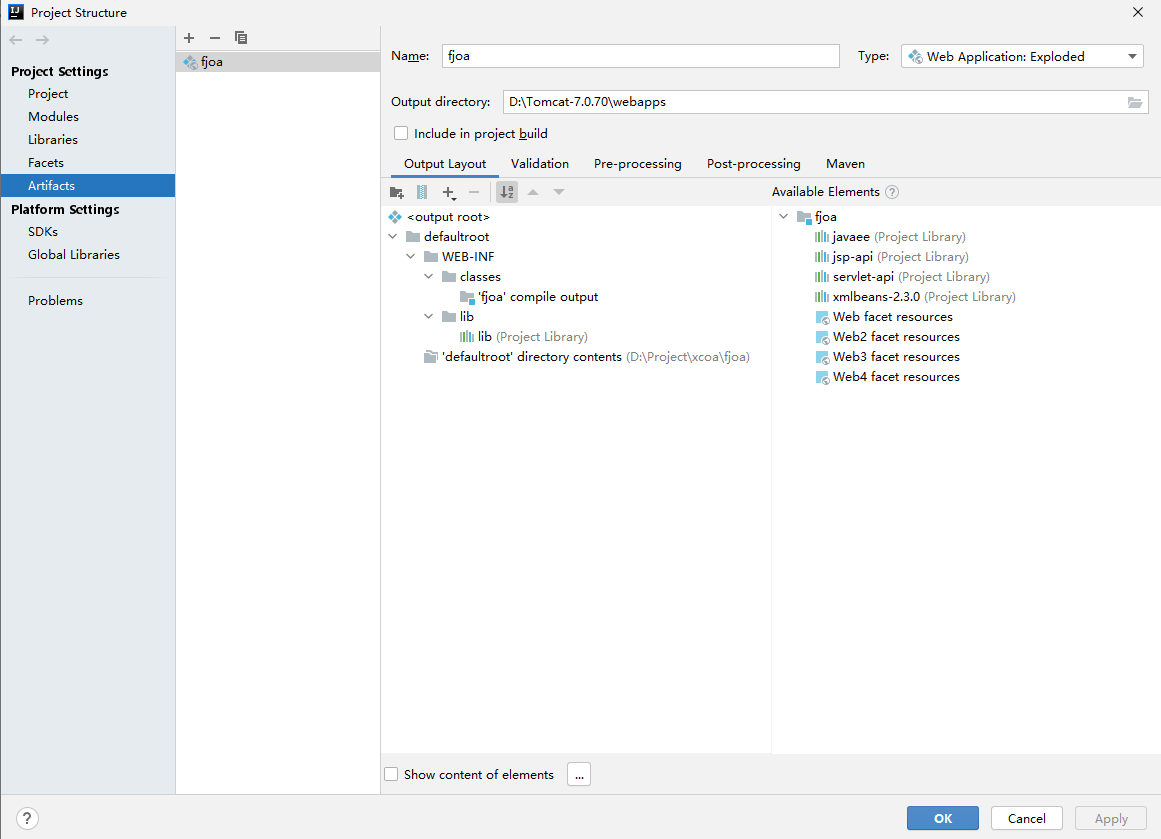 Project Structure
Project Settings
Project
Modules
Libraries
Facets
Artifacts
Platform Settings
SDKs
Global Libraries
Problems
fjoa
Name: fjoa Type: Web Application: Exploded
Output directory: D:\Tomcat-7.0.70\webapps
Include in project build
Output Layout Validation Pre-processing Post-processing Maven
Available Elements ?
<output root>
defaultroot
WEB-INF
classes
'fjoa' compile output
lib
lib (Project Library)
'defaultroot' directory contents (D:\Project\xcoa\fjoa)
fjoa
javaee (Project Library)
jsp-api (Project Library)
servlet-api (Project Library)
xmlbeans-2.3.0 (Project Library)
Web facet resources
Web2 facet resources
Web3 facet resources
Web4 facet resources
Show content of elements ...
? OK Cancel Apply